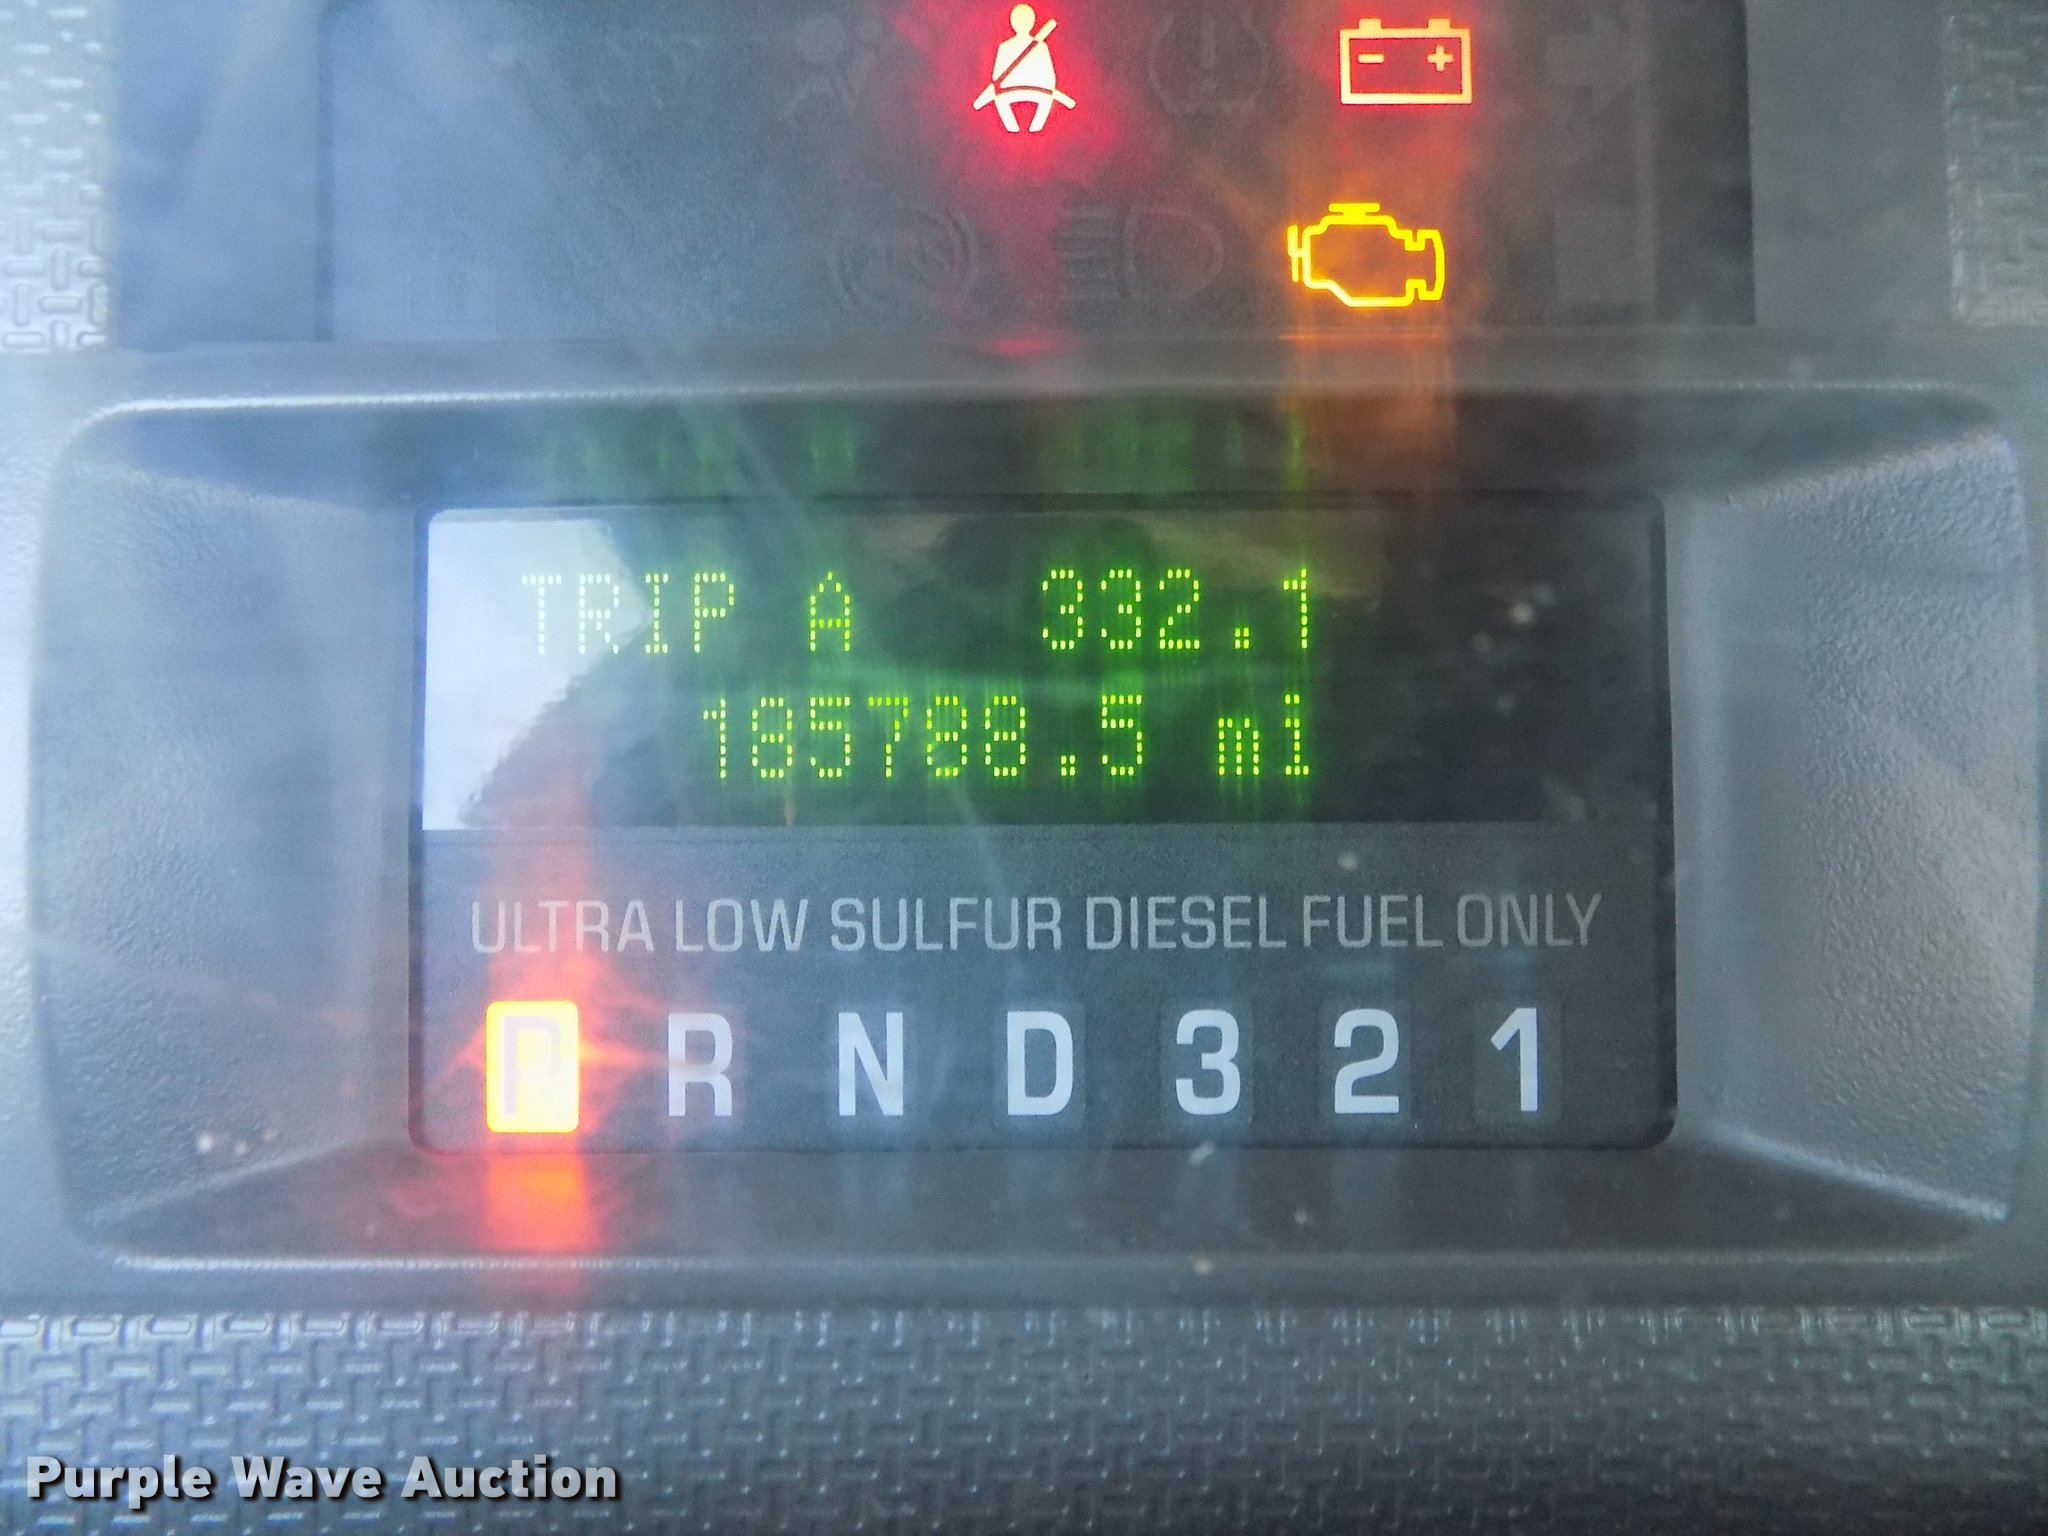 TRIP A 332.1
185788.5 mi
ULTRA LOW SULFUR DIESEL FUEL ONLY
P R N D 3 2 1
Purple Wave Auction